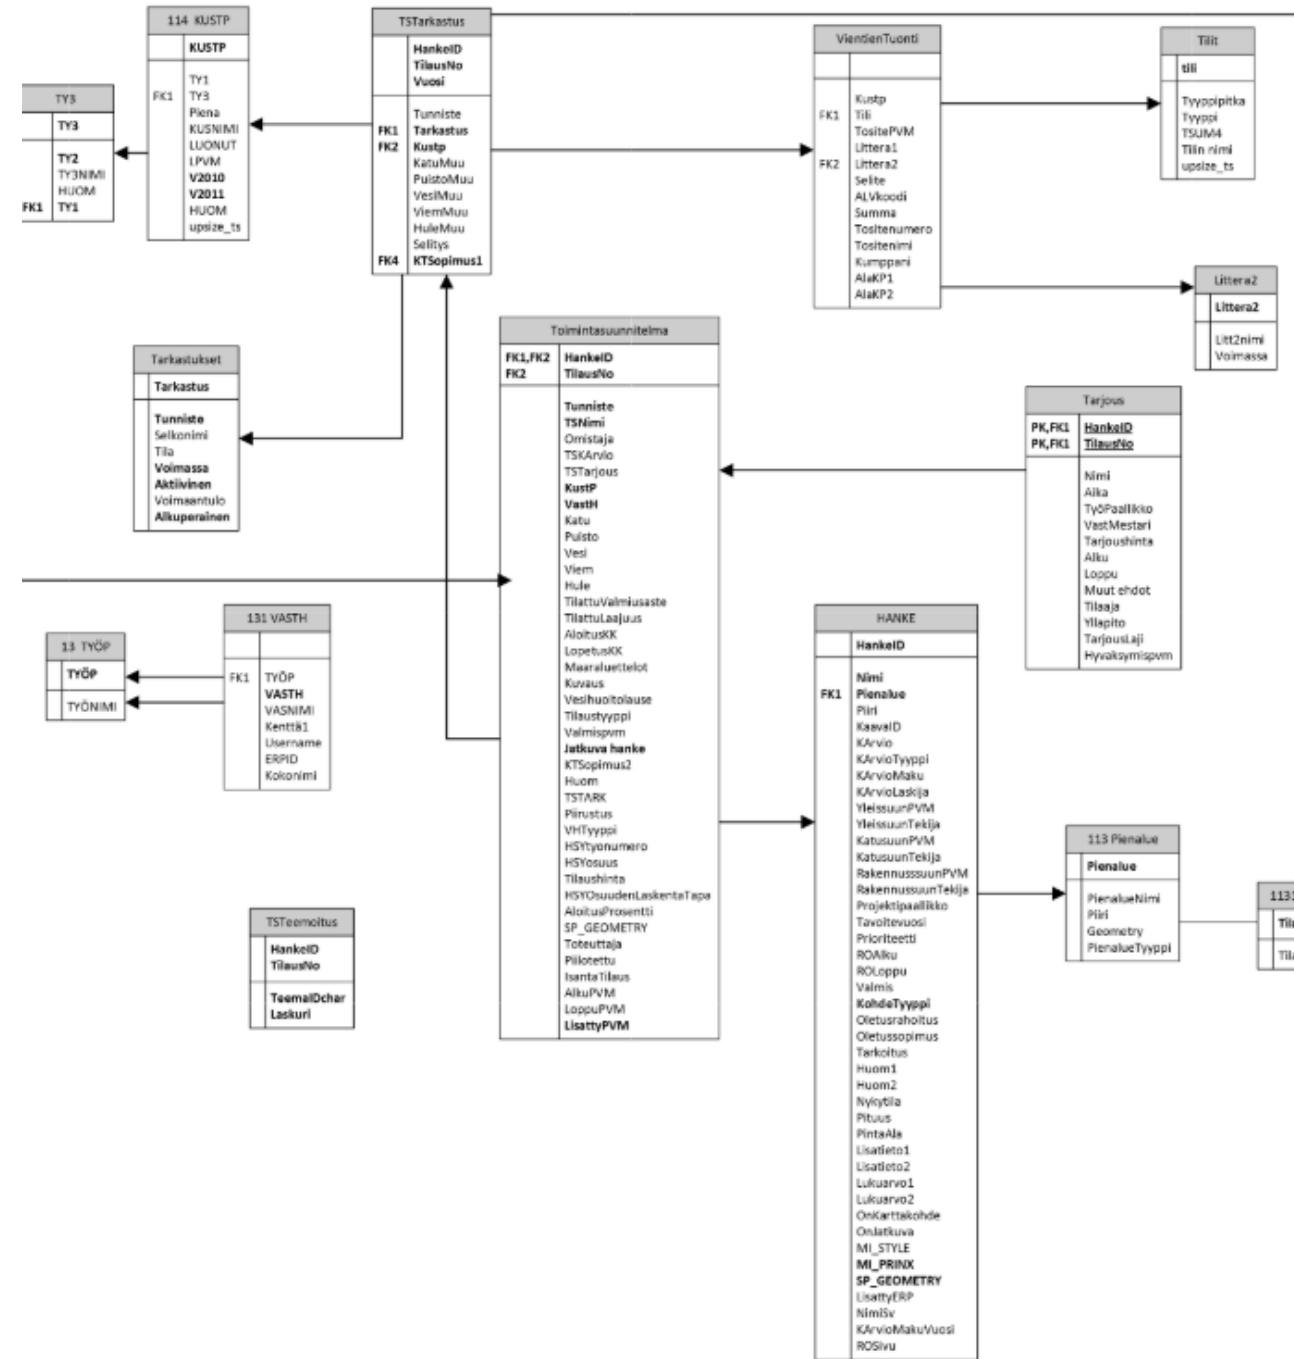 114 KUSTP
KUSTP
TY1
FK1 TY3
Piena
KUSNIMI
LUONUT
LPVM
V2010
V2011
HUOM
upsize_ts
TY3
TY3
TY2
TY3NIMI
HUOM
FK1 TY1
TSTarkastus
HankeID
TilausNo
Vuosi
Tunniste
FK1 Tarkastus
FK2 Kustp
KatuMuu
PuistoMuu
VesiMuu
ViemMuu
HuleMuu
Selitys
FK4 KTSopimus1
VientienTuonti
Kustp
FK1 Tili
TositePVM
Littera1
FK2 Littera2
Selite
ALVkoodi
Summa
Tositenumero
Tositenimi
Kumppani
AlaKP1
AlaKP2
Tilit
tili
Tyyppipitka
Tyyppi
TSUM4
Tilin nimi
upsize_ts
Littera2
Littera2
Litt2nimi
Voimassa
Tarkastukset
Tarkastus
Tunniste
Selkonimi
Tila
Voimassa
Aktiivinen
Voimaantulo
Alkuperainen
Toimintasuunnitelma
FK1,FK2 HankeID
FK2 TilausNo
Tunniste
TSNimi
Omistaja
TSKArvio
TSTarjous
KustP
VastH
Katu
Puisto
Vesi
Viem
Hule
TilattuValmiusaste
TilattuLaajuus
AloitusKK
LopetusKK
Maaraluettelot
Kuvaus
Vesihuoltolause
Tilaustyyppi
Valmispvm
Jatkuva hanke
KTSopimus2
Huom
TSTARK
Piirustus
VHTyyppi
HSYtyonumero
HSYosuus
Tilaushinta
HSYOsuudenLaskentaTapa
AloitusProsentti
SP_GEOMETRY
Toteuttaja
Piilotettu
IsantaTilaus
AlkuPVM
LoppuPVM
LisattyPVM
Tarjous
PK,FK1 HankeID
PK,FK1 TilausNo
Nimi
Aika
TyöPaallikko
VastMestari
Tarjoushinta
Alku
Loppu
Muut ehdot
Tilaaja
Yllapito
TarjousLaji
Hyvaksymispvm
13 TYÖP
TYÖP
TYÖNIMI
131 VASTH
FK1 TYÖP
VASTH
VASNIMI
Kenttä1
Username
ERPID
Kokonimi
TSTeemoitus
HankeID
TilausNo
TeemaIDchar
Laskuri
HANKE
HankeID
Nimi
FK1 Pienalue
Piiri
KaavaID
KArvio
KArvioTyyppi
KArvioMaku
KArvioLaskija
YleissuunPVM
YleissuunTekija
KatusuunPVM
KatusuunTekija
RakennusssuunPVM
RakennussuunTekija
Projektipaallikko
Tavoitevuosi
Prioriteetti
ROAlku
ROLoppu
Valmis
KohdeTyyppi
Oletusrahoitus
Oletussopimus
Tarkoitus
Huom1
Huom2
Nykytila
Pituus
PintaAla
Lisatieto1
Lisatieto2
Lukuarvo1
Lukuarvo2
OnKarttakohde
OnJatkuva
MI_STYLE
MI_PRINX
SP_GEOMETRY
LisattyERP
NimiSv
KArvioMakuVuosi
ROSivu
113 Pienalue
Pienalue
PienalueNimi
Piiri
Geometry
PienalueTyyppi
1131
Tila
Tila